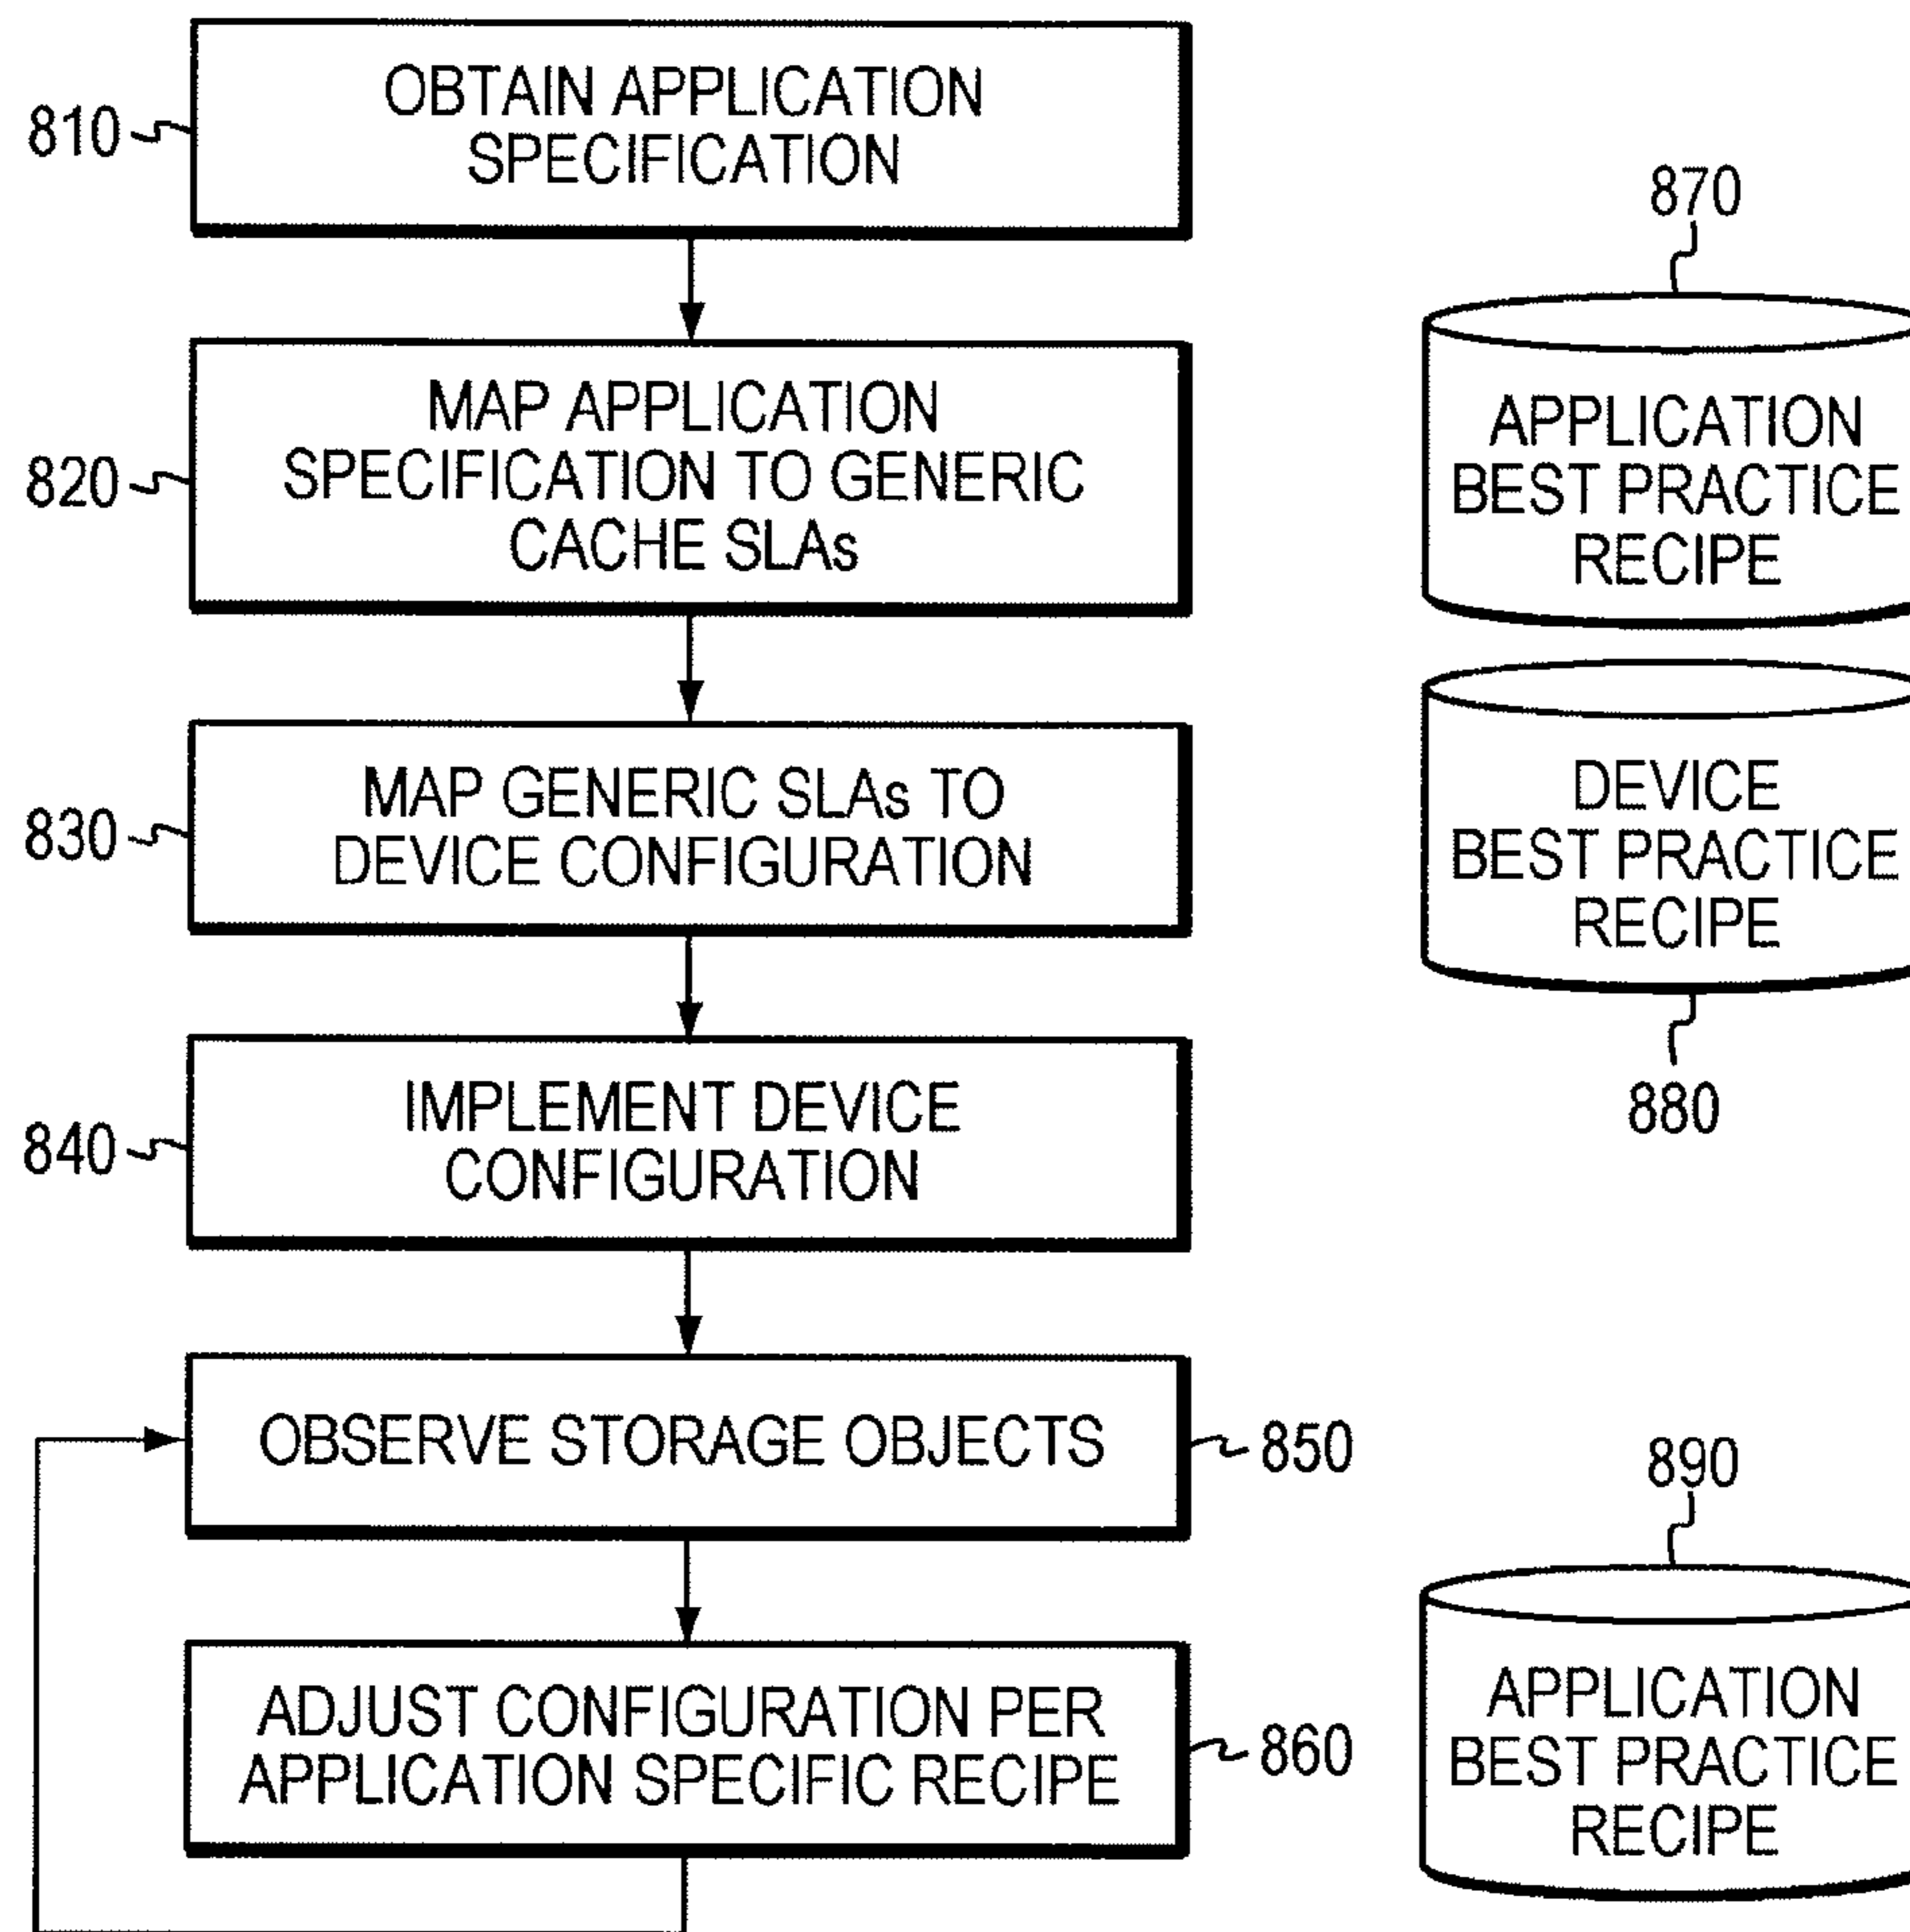 810
OBTAIN APPLICATION
SPECIFICATION
820
MAP APPLICATION
SPECIFICATION TO GENERIC
CACHE SLAs
830
MAP GENERIC SLAs TO
DEVICE CONFIGURATION
840
IMPLEMENT DEVICE
CONFIGURATION
OBSERVE STORAGE OBJECTS
850
ADJUST CONFIGURATION PER
APPLICATION SPECIFIC RECIPE
860
870
APPLICATION
BEST PRACTICE
RECIPE
DEVICE
BEST PRACTICE
RECIPE
880
890
APPLICATION
BEST PRACTICE
RECIPE